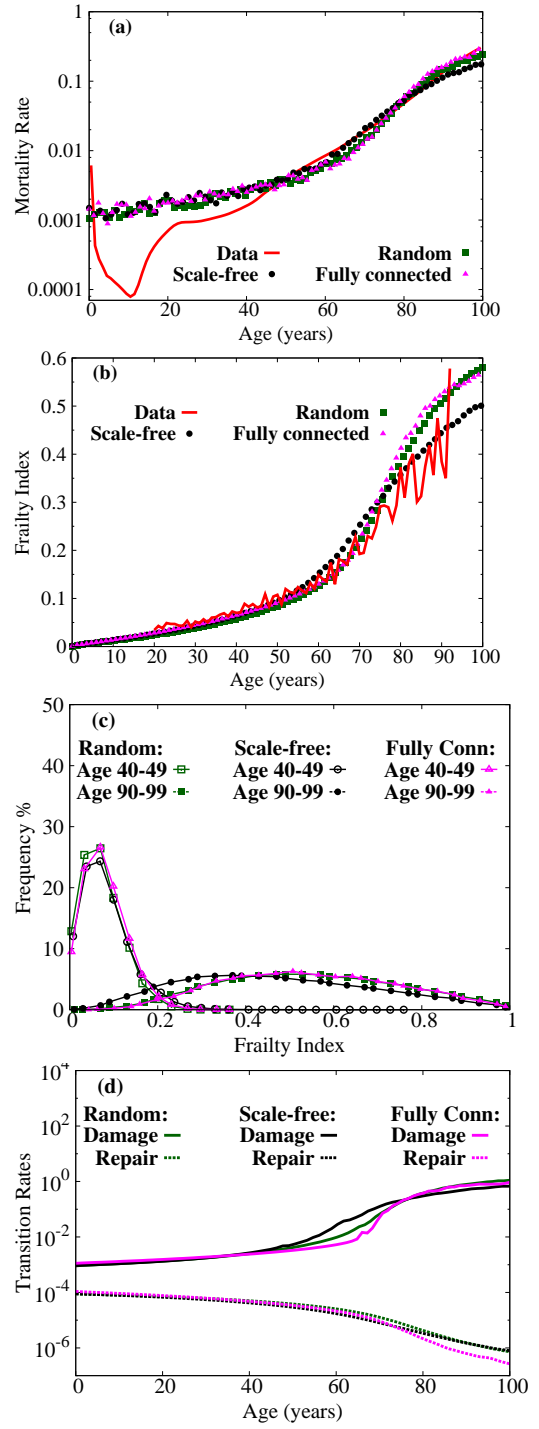 (a)
Mortality Rate
1
0.1
0.01
0.001
0.0001
Data
Scale-free
Random
Fully connected
0 20 40 60 80 100
Age (years)
(b)
Frailty Index
0.6
0.5
0.4
0.3
0.2
0.1
0
Data
Scale-free
Random
Fully connected
0 10 20 30 40 50 60 70 80 90 100
Age (years)
(c)
Frequency %
50
40
30
20
10
0
Random: Scale-free: Fully Conn:
Age 40-49 Age 40-49 Age 40-49
Age 90-99 Age 90-99 Age 90-99
0 0.2 0.4 0.6 0.8 1
Frailty Index
(d)
Transition Rates
10^4
10^2
10^0
10^-2
10^-4
10^-6
Random: Scale-free: Fully Conn:
Damage Damage Damage
Repair Repair Repair
0 20 40 60 80 100
Age (years)